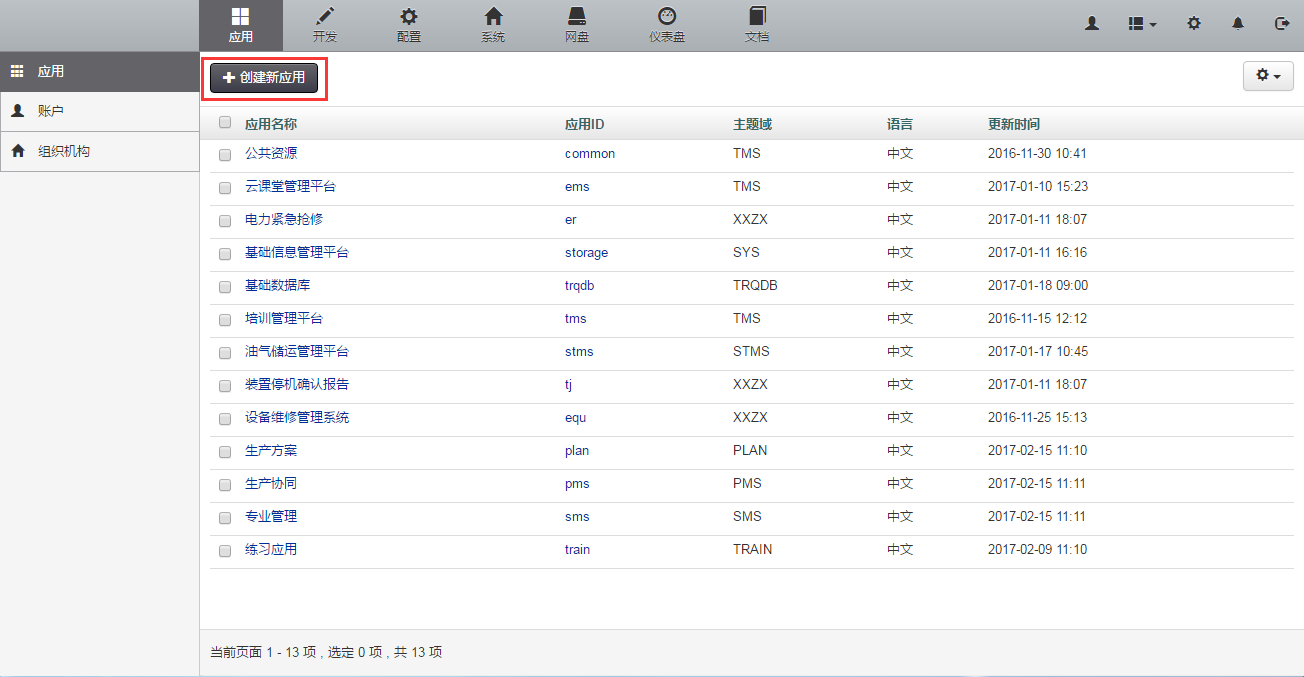 应用 开发 配置 系统 网盘 仪表盘 文档
应用
账户
组织机构
创建新应用
应用名称 应用ID 主题域 语言 更新时间
公共资源 common TMS 中文 2016-11-30 10:41
云课堂管理平台 ems TMS 中文 2017-01-10 15:23
电力紧急抢修 er XXZX 中文 2017-01-11 18:07
基础信息管理平台 storage SYS 中文 2017-01-11 16:16
基础数据库 trqdb TRQDB 中文 2017-01-18 09:00
培训管理平台 tms TMS 中文 2016-11-15 12:12
油气储运管理平台 stms STMS 中文 2017-01-17 10:45
装置停机确认报告 tj XXZX 中文 2017-01-11 18:07
设备维修管理系统 equ XXZX 中文 2016-11-25 15:13
生产方案 plan PLAN 中文 2017-02-15 11:10
生产协同 pms PMS 中文 2017-02-15 11:11
专业管理 sms SMS 中文 2017-02-15 11:11
练习应用 train TRAIN 中文 2017-02-09 11:10
当前页面 1 - 13 项 , 选定 0 项 , 共 13 项